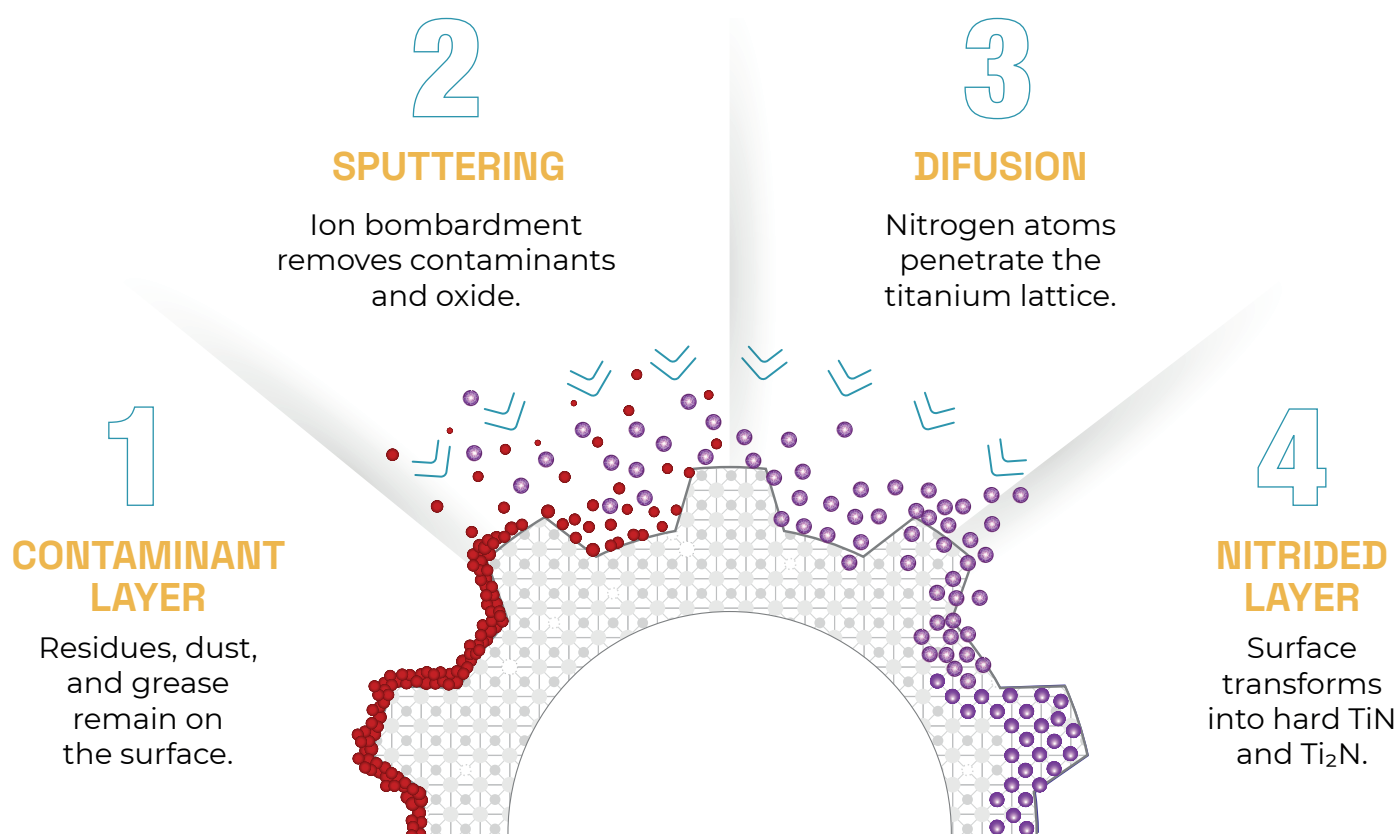 1
CONTAMINANT
LAYER
Residues, dust,
and grease
remain on
the surface.
2
SPUTTERING
Ion bombardment
removes contaminants
and oxide.
3
DIFUSION
Nitrogen atoms
penetrate the
titanium lattice.
4
NITRIDED
LAYER
Surface
transforms
into hard TiN
and Ti₂N.